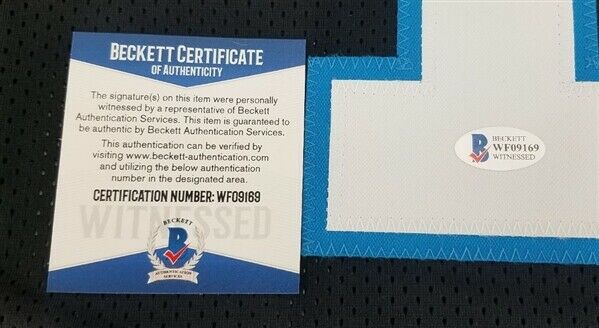 BECKETT CERTIFICATE
OF AUTHENTICITY
The signature(s) on this item were personally
witnessed by a representative of Beckett
Authentication Services. This item is guaranteed to
be authentic by Beckett Authentication Services.
This authentication can be verified by
visiting www.beckett-authentication.com
and utilizing the below authentication
number in the designated area.
CERTIFICATION NUMBER: WF09169
WITNESSED
BECKETT
B
AUTHENTICATION
SERVICES
BECKETT
B
WF09169
WITNESSED